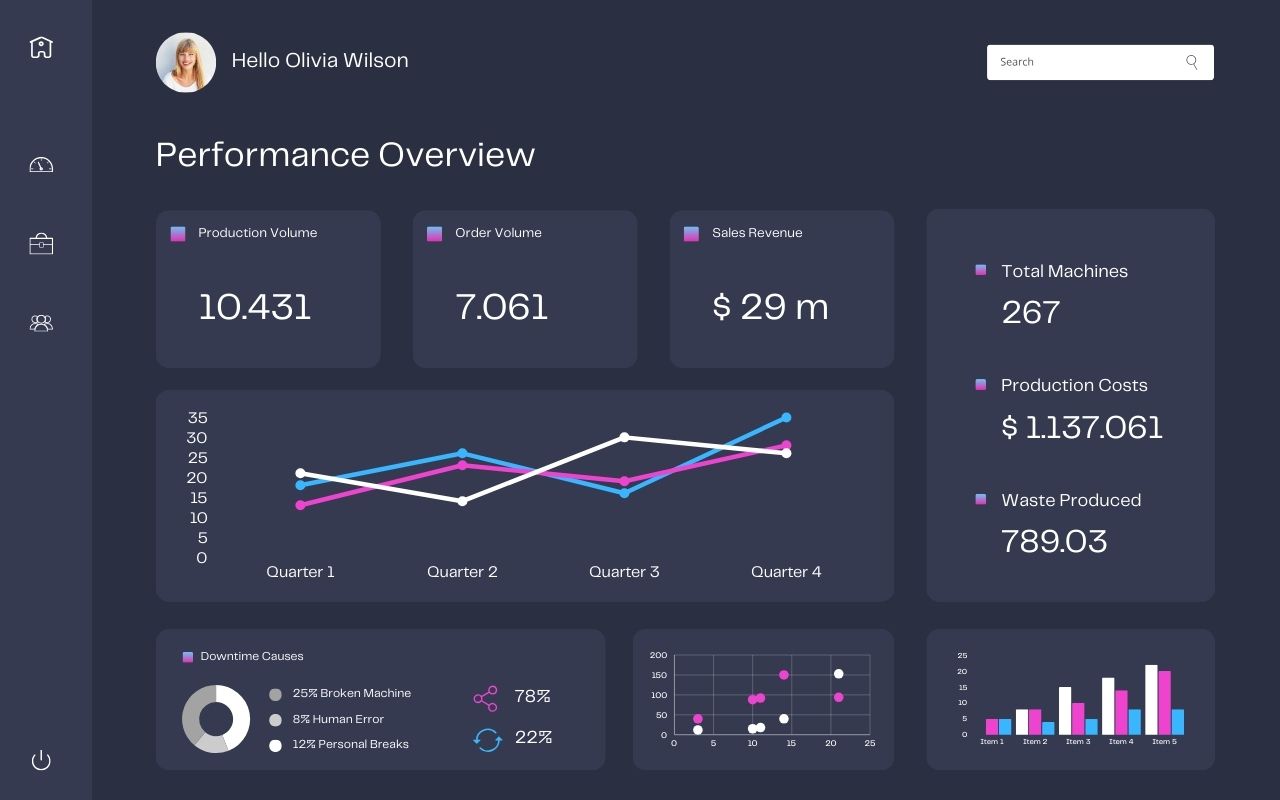 Hello Olivia Wilson
Search
Performance Overview
Production Volume
10.431
Order Volume
7.061
Sales Revenue
$ 29 m
Total Machines
267
Production Costs
$ 1.137.061
Waste Produced
789.03
35
30
25
20
15
10
5
0
Quarter 1 Quarter 2 Quarter 3 Quarter 4
Downtime Causes
25% Broken Machine
8% Human Error
12% Personal Breaks
78%
22%
200
150
100
50
0
0 5 10 15 20 25
25
20
15
10
5
0
Item 1 Item 2 Item 3 Item 4 Item 5